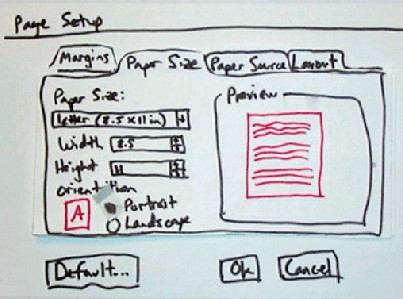 Page Setup
Margins Paper Size Paper Source Layout
Paper Size:
Letter (8.5 x 11 in)
Width 8.5
Height 11
Orientation
A
Portrait
Landscape
Preview
Default... Ok Cancel